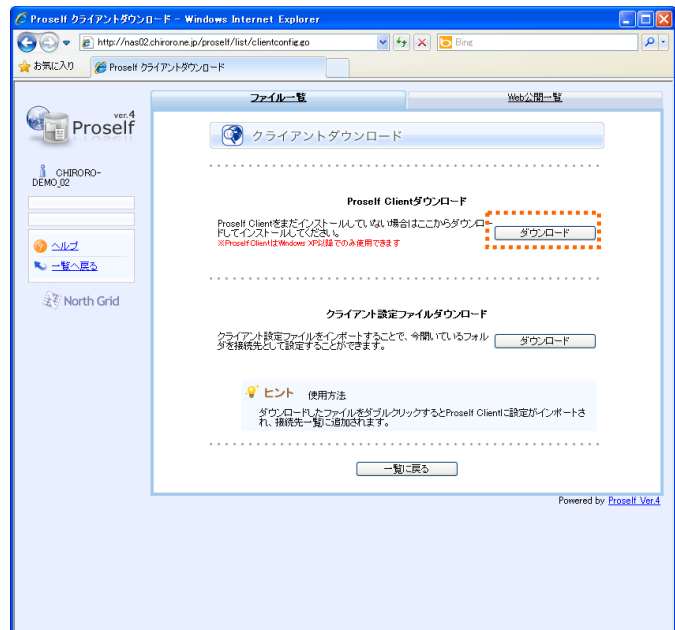 Proself クライアントダウンロード - Windows Internet Explorer
http://nas02.chiroro.ne.jp/proself/list/clientconfig.go
Bing
お気に入り
Proself クライアントダウンロード
ファイル一覧
Web公開一覧
ver.4
Proself
クライアントダウンロード
CHIRORO-
DEMO_02
Proself Clientダウンロード
Proself Clientをまだインストールしていない場合はここからダウンロー
ドしてインストールしてください。
※Proself ClientはWindows XP以降でのみ使用できます
ダウンロード
ヘルプ
一覧へ戻る
North Grid
クライアント設定ファイルダウンロード
クライアント設定ファイルをインポートすることで、今開いているフォル
ダを接続先として設定することができます。
ダウンロード
ヒント 使用方法
ダウンロードしたファイルをダブルクリックするとProself Clientに設定がインポートさ
れ、接続先一覧に追加されます。
一覧に戻る
Powered by Proself Ver.4